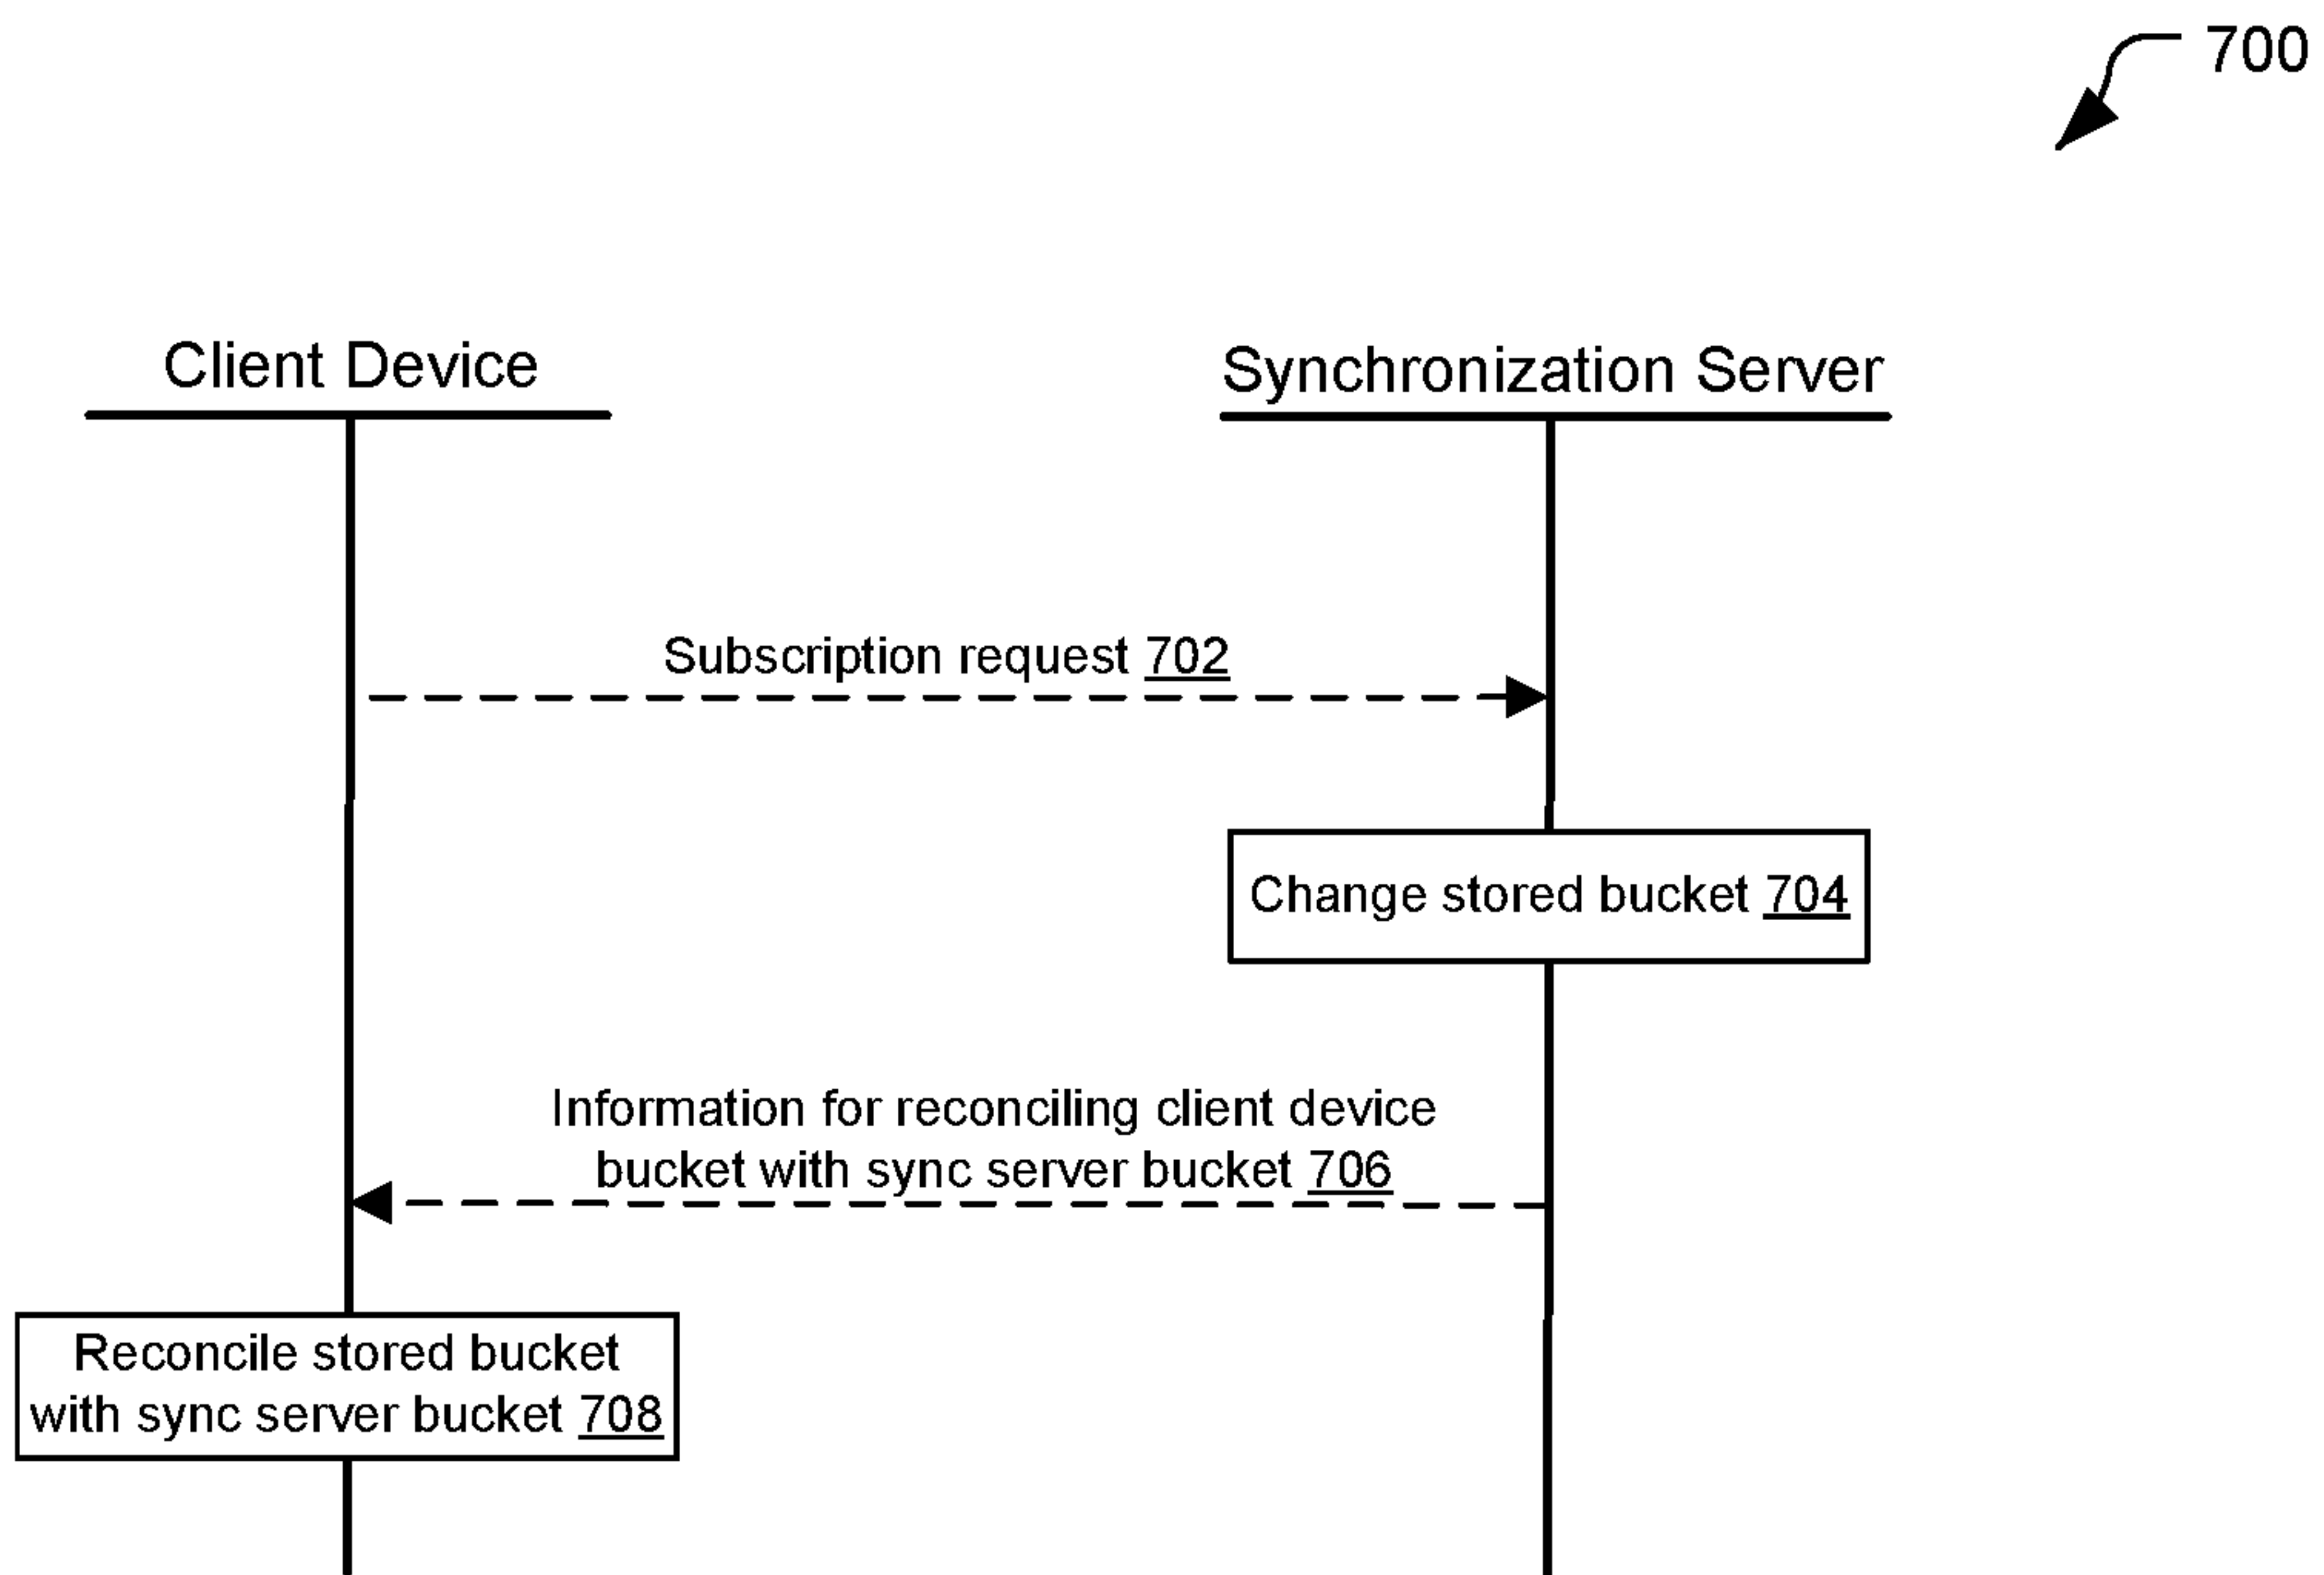 700
Client Device
Synchronization Server
Subscription request 702
Change stored bucket 704
Information for reconciling client device
bucket with sync server bucket 706
Reconcile stored bucket
with sync server bucket 708